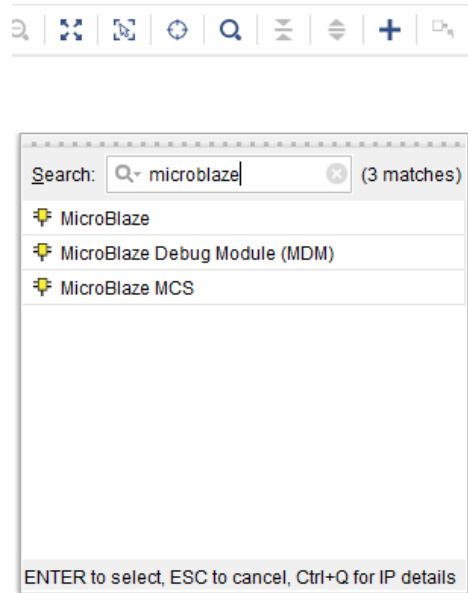 Search: microblaze (3 matches)
MicroBlaze
MicroBlaze Debug Module (MDM)
MicroBlaze MCS
ENTER to select, ESC to cancel, Ctrl+Q for IP details